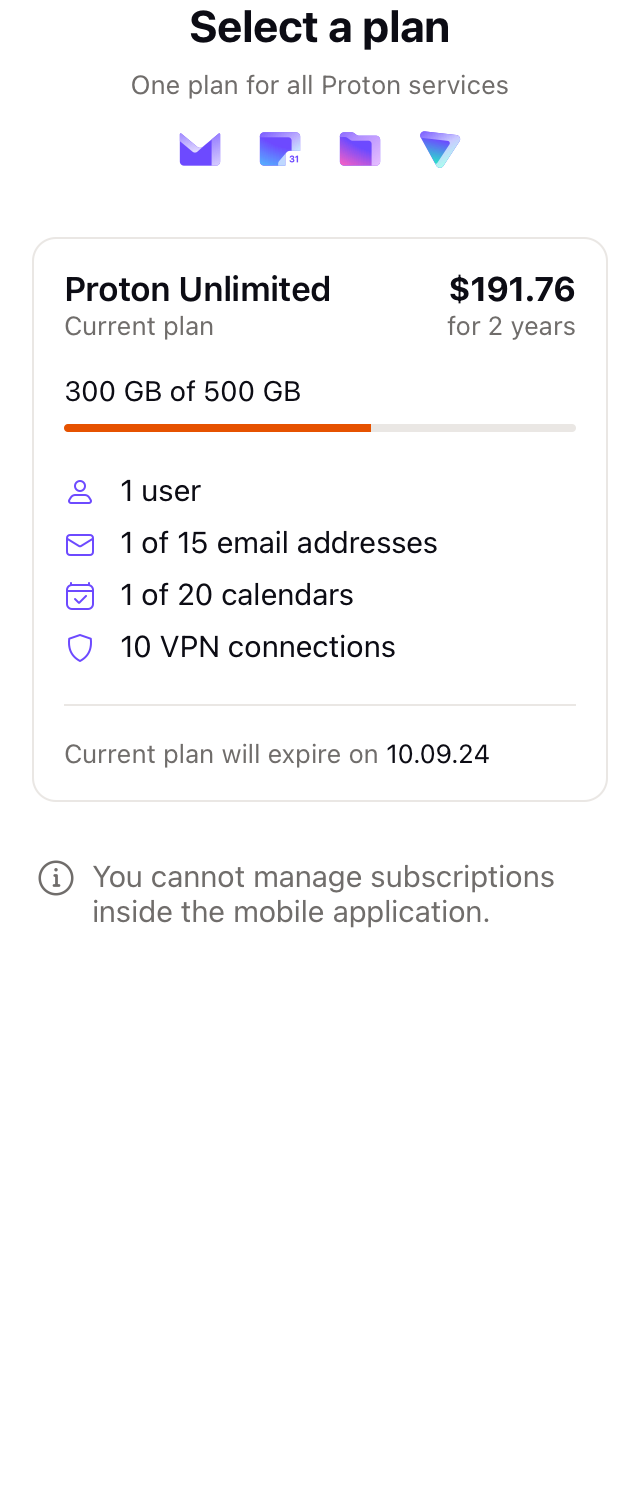 Select a plan
One plan for all Proton services
31
Proton Unlimited
$191.76
Current plan
for 2 years
300 GB of 500 GB
1 user
1 of 15 email addresses
1 of 20 calendars
10 VPN connections
Current plan will expire on 10.09.24
You cannot manage subscriptions
inside the mobile application.